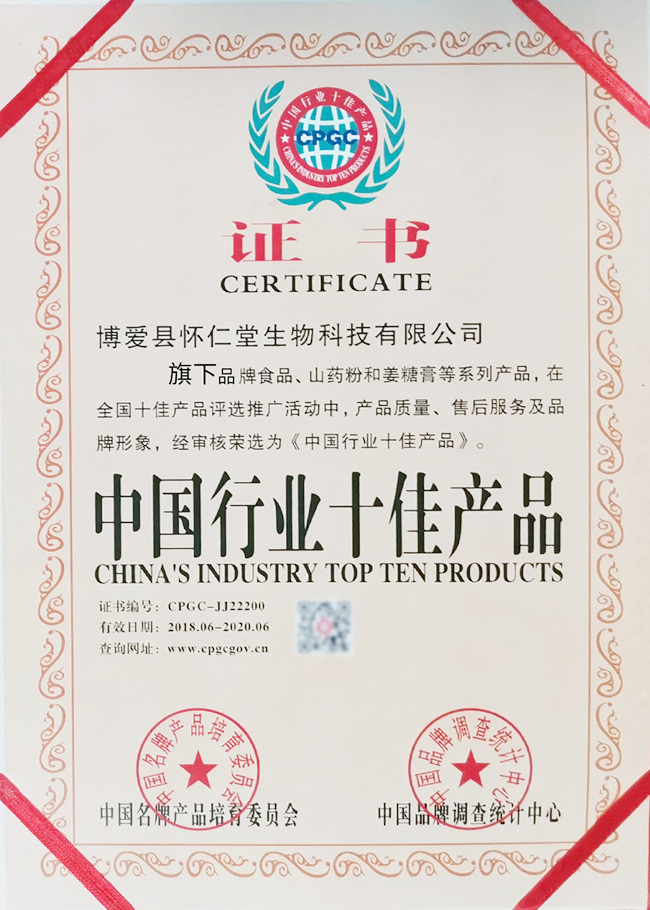 中国行业十佳产品
CPGC
CHINA'S INDUSTRY TOP TEN PRODUCTS
证书
CERTIFICATE
博爱县怀仁堂生物科技有限公司
旗下品牌食品、山药粉和姜糖膏等系列产品，在
全国十佳产品评选推广活动中，产品质量、售后服务及品
牌形象，经审核荣选为《中国行业十佳产品》。
中国行业十佳产品
CHINA'S INDUSTRY TOP TEN PRODUCTS
证书编号：CPGC-JJ22200
有效日期：2018.06-2020.06
查询网址：www.cpgcgov.cn
中国名牌产品培育委员会
中国品牌调查统计中心
中国名牌产品培育委员会
中国品牌调查统计中心